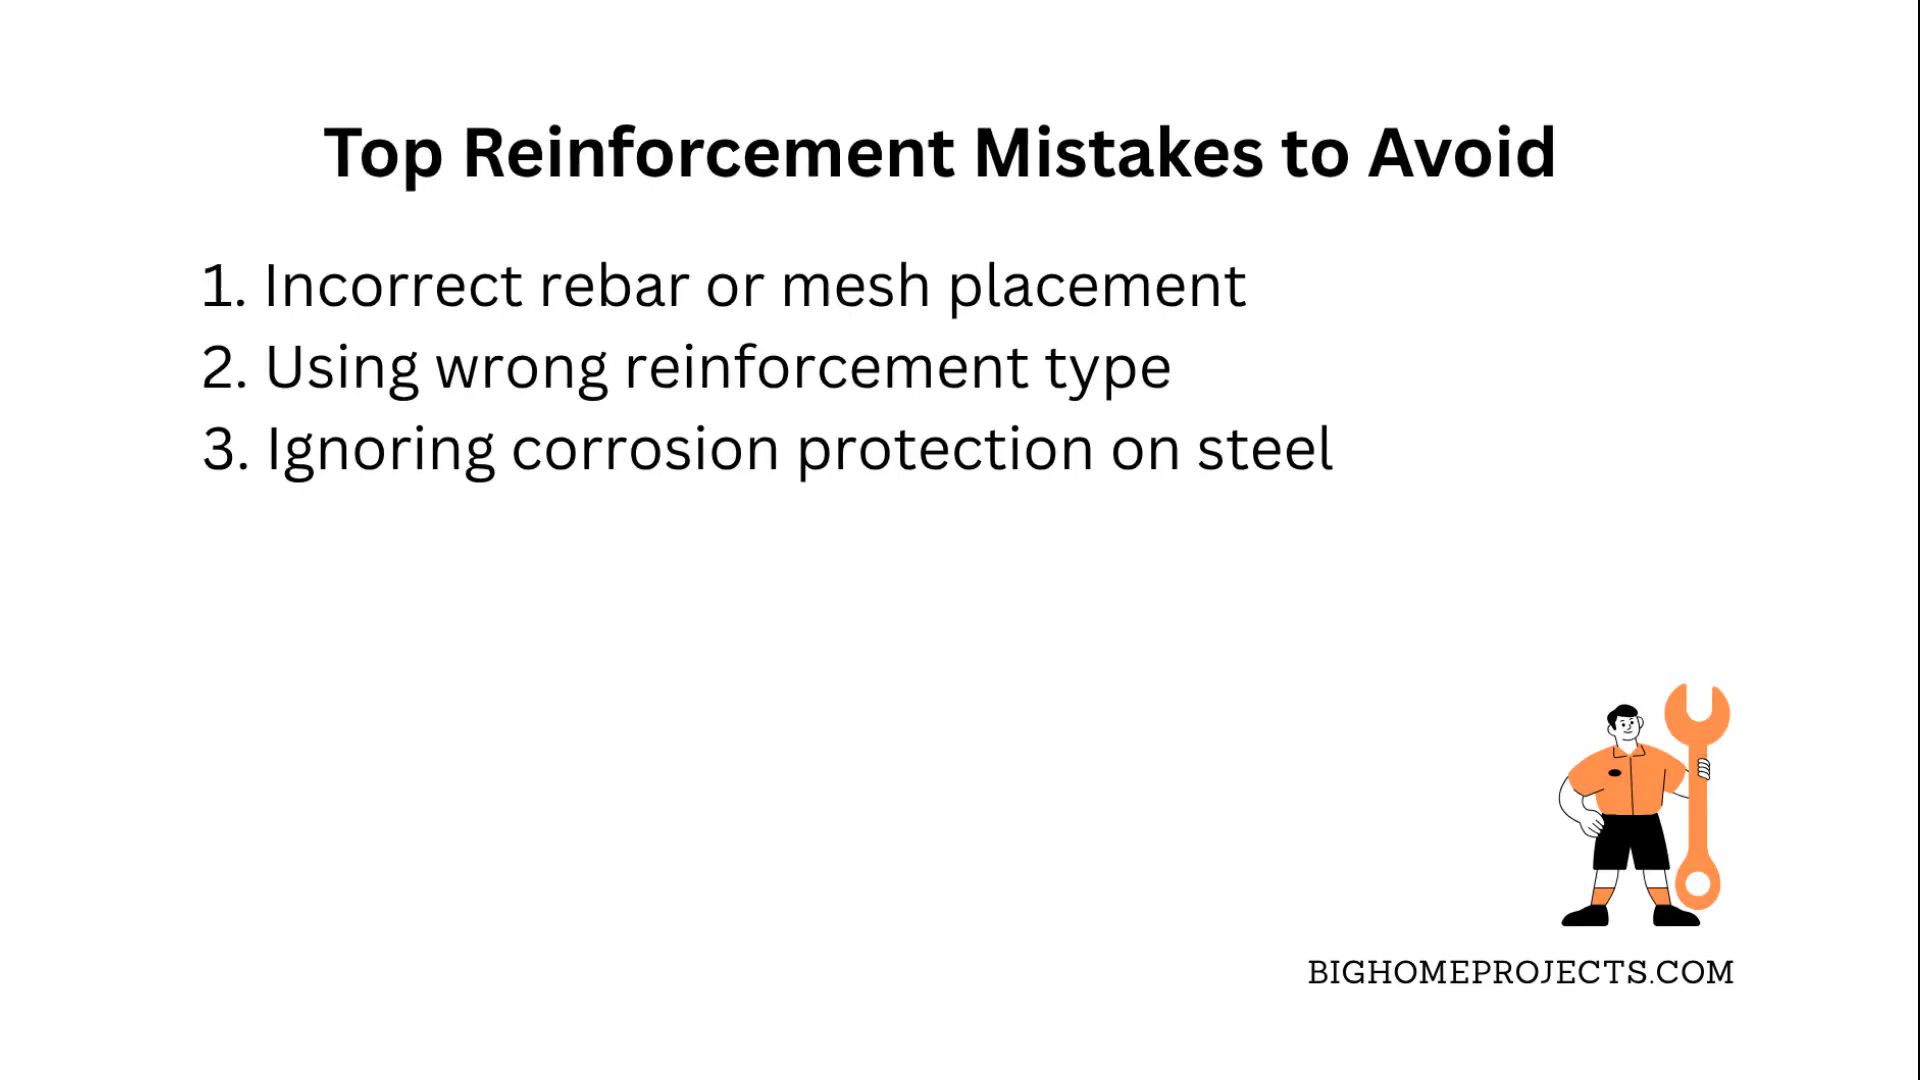 Top Reinforcement Mistakes to Avoid
1. Incorrect rebar or mesh placement
2. Using wrong reinforcement type
3. Ignoring corrosion protection on steel
BIGHOMEPROJECTS.COM